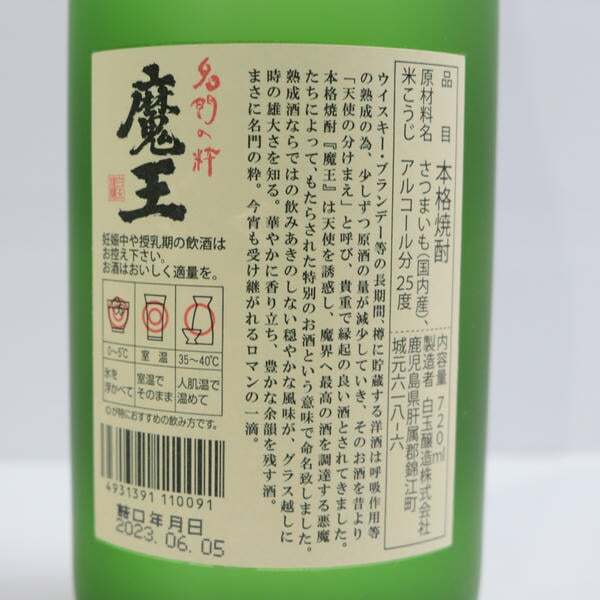 品目 本格焼酎
原材料名 さつまいも(国内産)、
米こうじ アルコール分25度
内容量720ml
製造者 白玉醸造株式会社
鹿児島県肝属郡錦江町
城元六一八-六
ウイスキー・ブランデー等の長期間、樽に貯蔵する洋酒は呼吸作用等
の熟成の為、少しずつ原酒の量が減少していき、そのお酒を昔より
「天使の分けまえ」と呼び、貴重で縁起の良い酒とされてきました。
本格焼酎『魔王』は天使を誘惑し、魔界へ最高の酒を調達する悪魔
たちによって、もたらされた特別のお酒という意味で命名致しました。
熟成酒ならではの飲みあきのしない穏やかな風味が、グラス越しに
時の雄大さを知る。華やかに香り立ち、豊かな余韻を残す酒。
まさに名門の粋。今宵も受け継がれるロマンの一滴。
名門の粋
魔王
妊娠中や授乳期の飲酒は
お控え下さい。
お酒はおいしく適量を。
0〜5℃ 室温 35〜40℃
氷を浮かべて 室温でそのまま 人肌温で温めて
◎が特におすすめの飲み方です。
4931391 110091
詰口年月日
2023.06.05